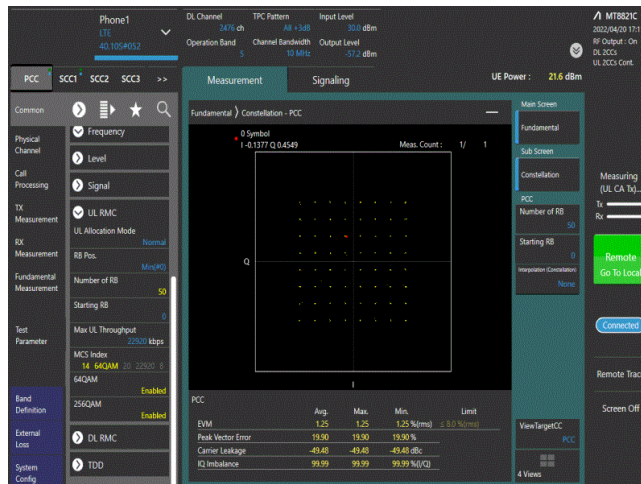 Phone1
LTE
40.105#052
DL Channel
2476 ch
TPC Pattern
All +3dB
Input Level
30.0 dBm
Operation Band
5
Channel Bandwidth
10 MHz
Output Level
-57.2 dBm
MT8821C
2022/04/20 17:1
RF Output : On
DL 2CCs
UL 2CCs Cont.
PCC
SCC1
SCC2
SCC3
>>
Measurement
Signaling
UE Power : 21.6 dBm
Common
Physical
Channel
Call
Processing
TX
Measurement
RX
Measurement
Fundamental
Measurement
Test
Parameter
Band
Definition
External
Loss
System
Config
Frequency
Level
Signal
UL RMC
UL Allocation Mode
Normal
RB Pos.
Min(#0)
Number of RB
50
Starting RB
0
Max UL Throughput
22920 kbps
MCS Index
14 64QAM 20 22920 8
64QAM
Enabled
256QAM
Enabled
DL RMC
TDD
Fundamental ⟩ Constellation - PCC
0 Symbol
I -0.1377 Q 0.4549
Meas. Count : 1/ 1
Q
I
PCC
Avg. Max. Min. Limit
EVM 1.25 1.25 1.25 %(rms) ≤ 8.0 %(rms)
Peak Vector Error 19.90 19.90 19.90 %
Carrier Leakage -49.48 -49.48 -49.48 dBc
IQ Imbalance 99.99 99.99 99.99 %(I/Q)
Main Screen
Fundamental
Sub Screen
Constellation
PCC
Number of RB
50
Starting RB
0
Interpolation (Constellation)
None
ViewTargetCC
PCC
4 Views
Measuring
(UL CA Tx)...
Tx
Rx
Remote
Go To Local
Connected
Remote Trac
Screen Off